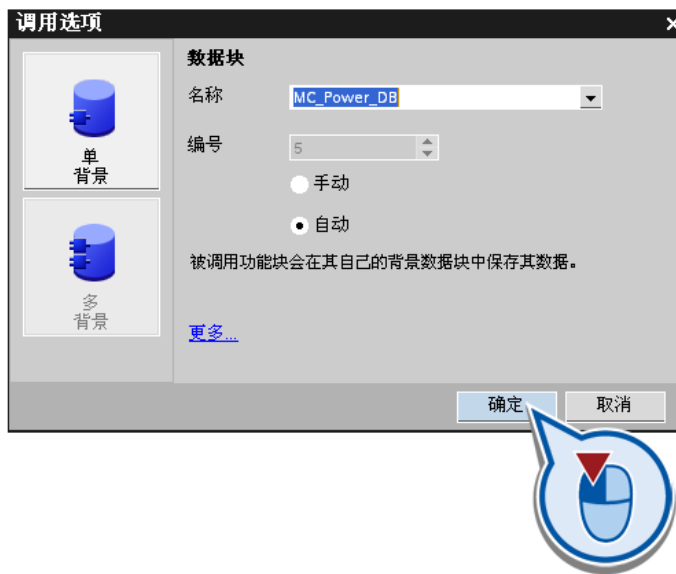 调用选项
数据块
名称
MC_Power_DB
编号
5
手动
自动
被调用功能块会在其自己的背景数据块中保存其数据。
更多...
单
背景
多
背景
确定
取消